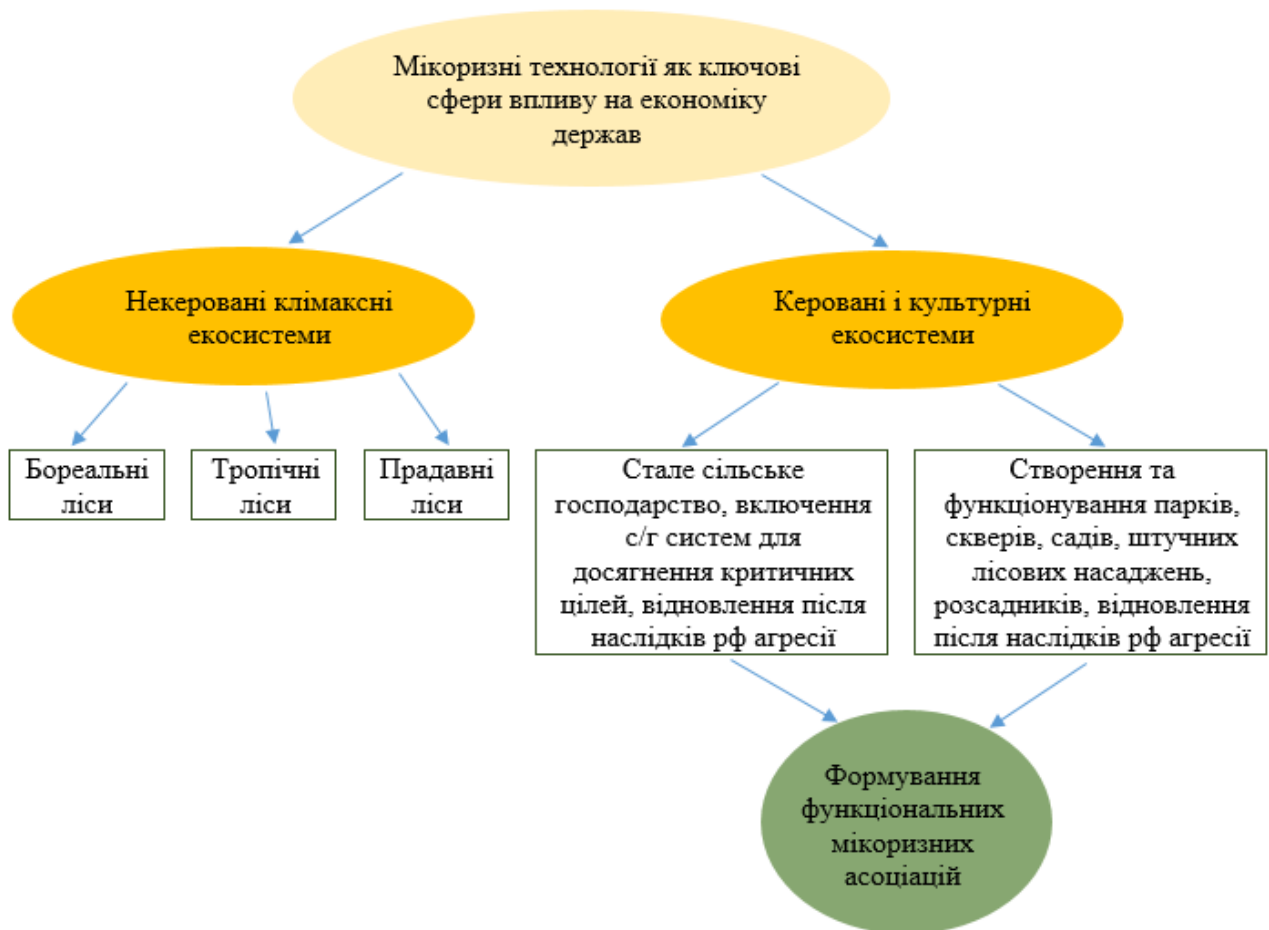 Мікоризні технології як ключові
сфери впливу на економіку
держав
Некеровані клімаксні
екосистеми
Керовані і культурні
екосистеми
Бореальні
ліси
Тропічні
ліси
Прадавні
ліси
Стале сільське
господарство, включення
с/г систем для
досягнення критичних
цілей, відновлення після
наслідків рф агресії
Створення та
функціонування парків,
скверів, садів, штучних
лісових насаджень,
розсадників, відновлення
після наслідків рф агресії
Формування
функціональних
мікоризних
асоціацій